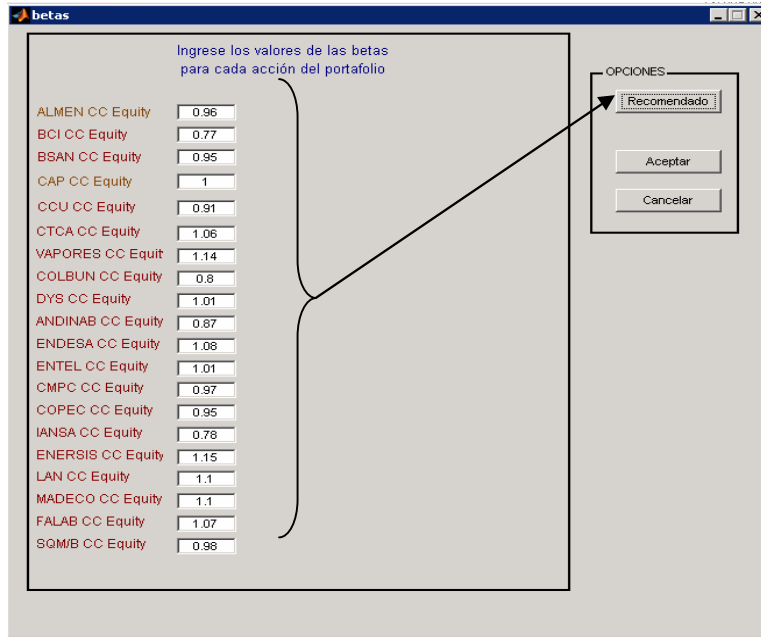 betas
Ingrese los valores de las betas
para cada acción del portafolio
OPCIONES
Recomendado
Aceptar
Cancelar
ALMEN CC Equity 0.96
BCI CC Equity 0.77
BSAN CC Equity 0.95
CAP CC Equity 1
CCU CC Equity 0.91
CTCA CC Equity 1.06
VAPORES CC Equit 1.14
COLBUN CC Equity 0.8
DYS CC Equity 1.01
ANDINAB CC Equity 0.87
ENDESA CC Equity 1.08
ENTEL CC Equity 1.01
CMPC CC Equity 0.97
COPEC CC Equity 0.95
IANSA CC Equity 0.78
ENERSIS CC Equity 1.15
LAN CC Equity 1.1
MADECO CC Equity 1.1
FALAB CC Equity 1.07
SQM/B CC Equity 0.98